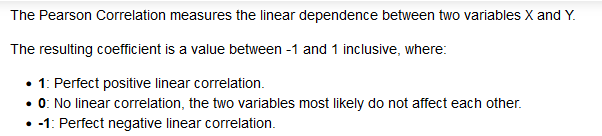 The Pearson Correlation measures the linear dependence between two variables X and Y.
The resulting coefficient is a value between -1 and 1 inclusive, where:
• 1: Perfect positive linear correlation.
• 0: No linear correlation, the two variables most likely do not affect each other.
• -1: Perfect negative linear correlation.